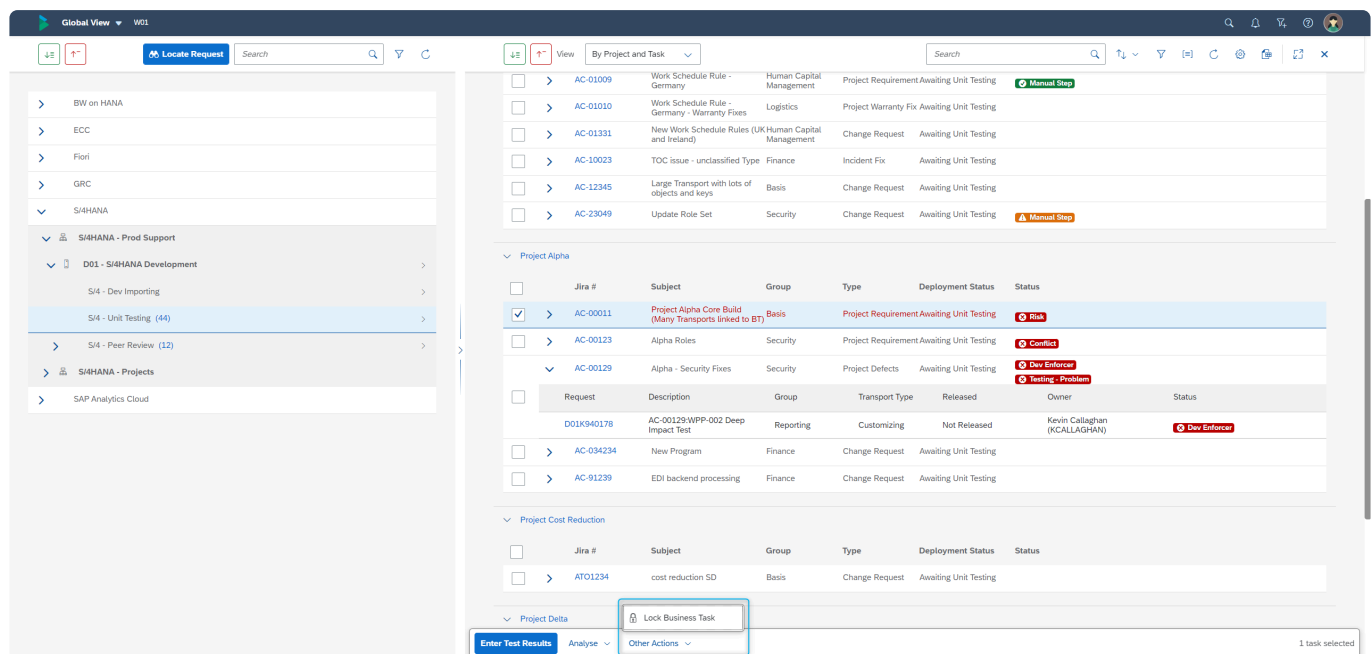 Global View W01
Locate Request Search
View By Project and Task Search
BW on HANA
ECC
Fiori
GRC
S/4HANA
S/4HANA - Prod Support
D01 - S/4HANA Development
S/4 - Dev Importing
S/4 - Unit Testing (44)
S/4 - Peer Review (12)
S/4HANA - Projects
SAP Analytics Cloud
AC-01009 Work Schedule Rule - Germany Human Capital Management Project Requirement Awaiting Unit Testing Manual Step
AC-01010 Work Schedule Rule - Germany - Warranty Fixes Logistics Project Warranty Fix Awaiting Unit Testing
AC-01331 New Work Schedule Rules (UK and Ireland) Human Capital Management Change Request Awaiting Unit Testing
AC-10023 TOC issue - unclassified Type Finance Incident Fix Awaiting Unit Testing
AC-12345 Large Transport with lots of objects and keys Basis Change Request Awaiting Unit Testing
AC-23049 Update Role Set Security Change Request Awaiting Unit Testing Manual Step
Project Alpha
Jira # Subject Group Type Deployment Status Status
AC-00011 Project Alpha Core Build (Many Transports linked to BT) Basis Project Requirement Awaiting Unit Testing Risk
AC-00123 Alpha Roles Security Project Requirement Awaiting Unit Testing Conflict
AC-00129 Alpha - Security Fixes Security Project Defects Awaiting Unit Testing Dev Enforcer
Testing - Problem
Request Description Group Transport Type Released Owner Status
D01K940178 AC-00129:WPP-002 Deep Impact Test Reporting Customizing Not Released Kevin Callaghan (KCALLAGHAN) Dev Enforcer
AC-034234 New Program Finance Change Request Awaiting Unit Testing
AC-91239 EDI backend processing Finance Change Request Awaiting Unit Testing
Project Cost Reduction
Jira # Subject Group Type Deployment Status Status
ATO1234 cost reduction SD Basis Change Request Awaiting Unit Testing
Project Delta
Lock Business Task
Enter Test Results Analyse Other Actions 1 task selected